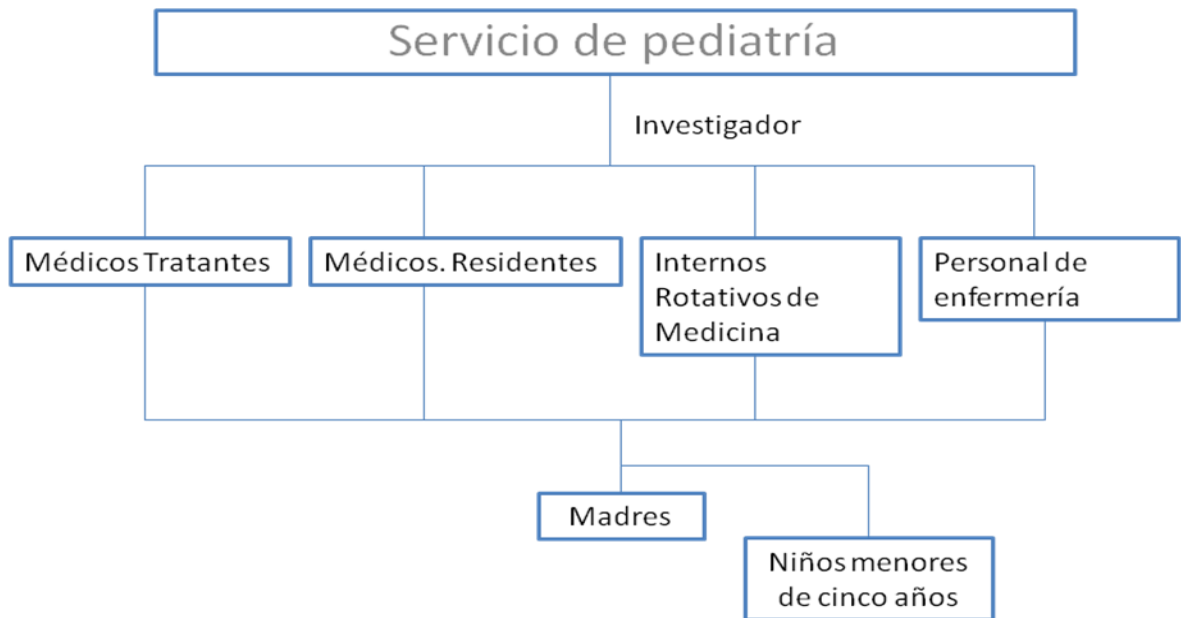 Servicio de pediatría
Investigador
Médicos Tratantes
Médicos. Residentes
Internos
Rotativos de
Medicina
Personal de
enfermería
Madres
Niños menores
de cinco años